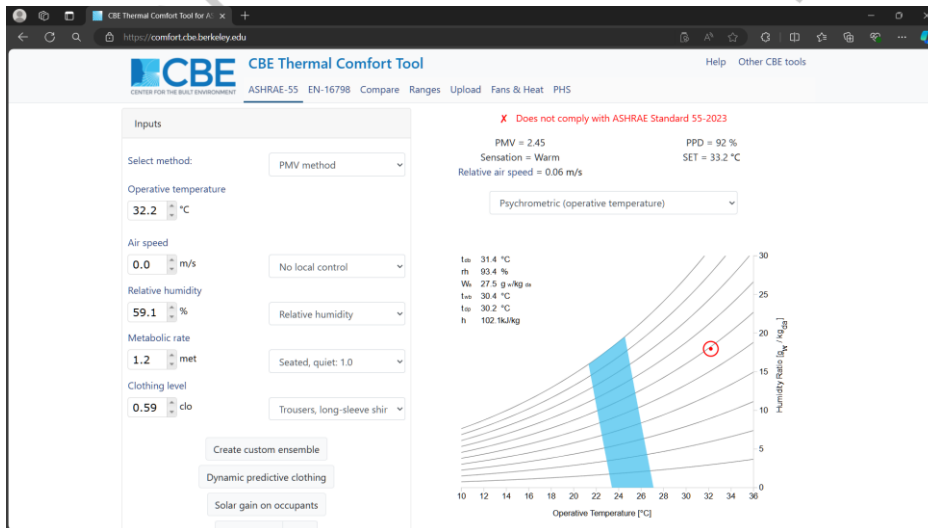 CBE Thermal Comfort Tool for AS
https://comfort.cbe.berkeley.edu
CBE
CENTER FOR THE BUILT ENVIRONMENT
CBE Thermal Comfort Tool
Help Other CBE tools
ASHRAE-55 EN-16798 Compare Ranges Upload Fans & Heat PHS
Inputs
Select method:
PMV method
Operative temperature
32.2 °C
Air speed
0.0 m/s
No local control
Relative humidity
59.1 %
Relative humidity
Metabolic rate
1.2 met
Seated, quiet: 1.0
Clothing level
0.59 clo
Trousers, long-sleeve shir
Create custom ensemble
Dynamic predictive clothing
Solar gain on occupants
✗ Does not comply with ASHRAE Standard 55-2023
PMV = 2.45 PPD = 92 %
Sensation = Warm SET = 33.2 °C
Relative air speed = 0.06 m/s
Psychrometric (operative temperature)
tdb 31.4 °C
rh 93.4 %
Wa 27.5 g w/kg da
twb 30.4 °C
tdp 30.2 °C
h 102.1kJ/kg
30
25
20
15
10
5
0
Humidity Ratio [gw / kgda]
10 12 14 16 18 20 22 24 26 28 30 32 34 36
Operative Temperature [°C]